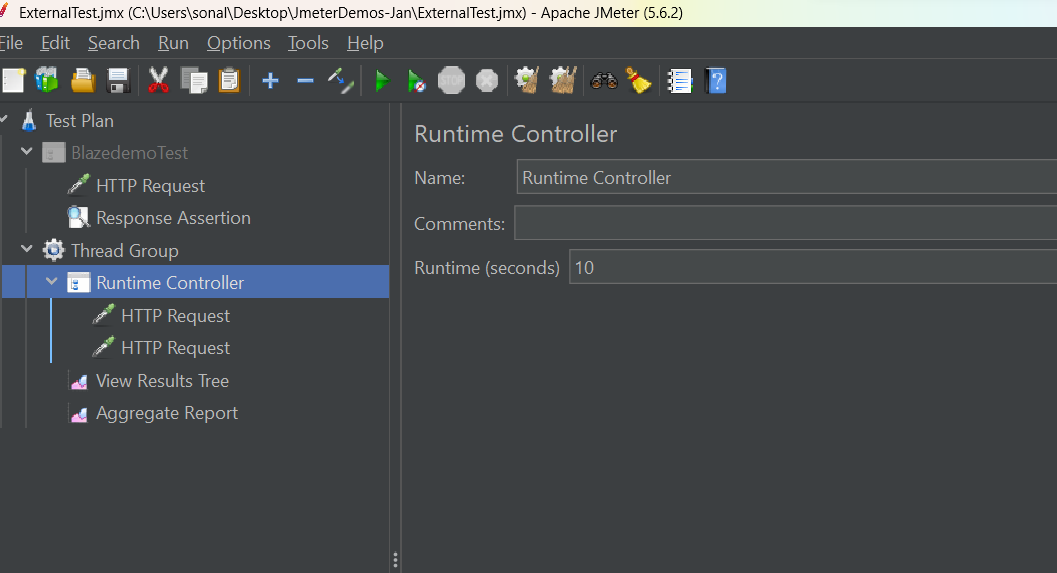 ExternalTest.jmx (C:\Users\sonal\Desktop\JmeterDemos-Jan\ExternalTest.jmx) - Apache JMeter (5.6.2)
File Edit Search Run Options Tools Help
STOP
Test Plan
BlazedemoTest
HTTP Request
Response Assertion
Thread Group
Runtime Controller
HTTP Request
HTTP Request
View Results Tree
Aggregate Report
Runtime Controller
Name: Runtime Controller
Comments:
Runtime (seconds) 10